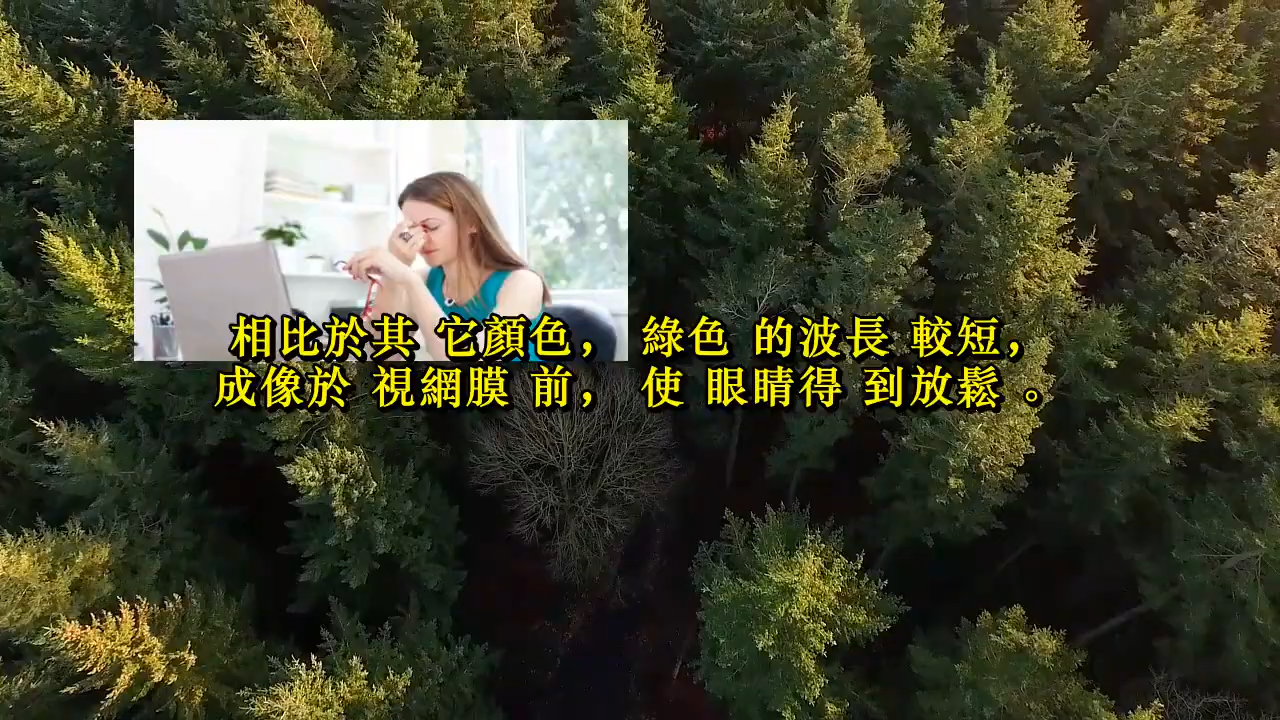 相比於其 它顏色， 綠色 的波長 較短，
成像於 視網膜 前， 使 眼睛得 到放鬆 。